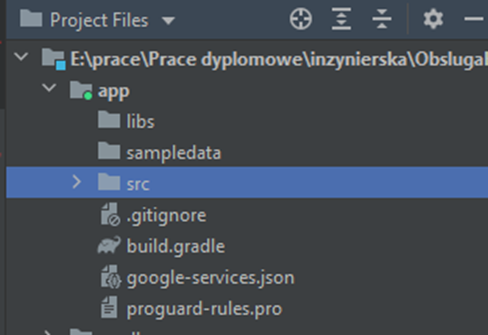 Project Files
E:\prace\Prace dyplomowe\inzynierska\Obsluga
app
libs
sampledata
src
.gitignore
build.gradle
google-services.json
proguard-rules.pro